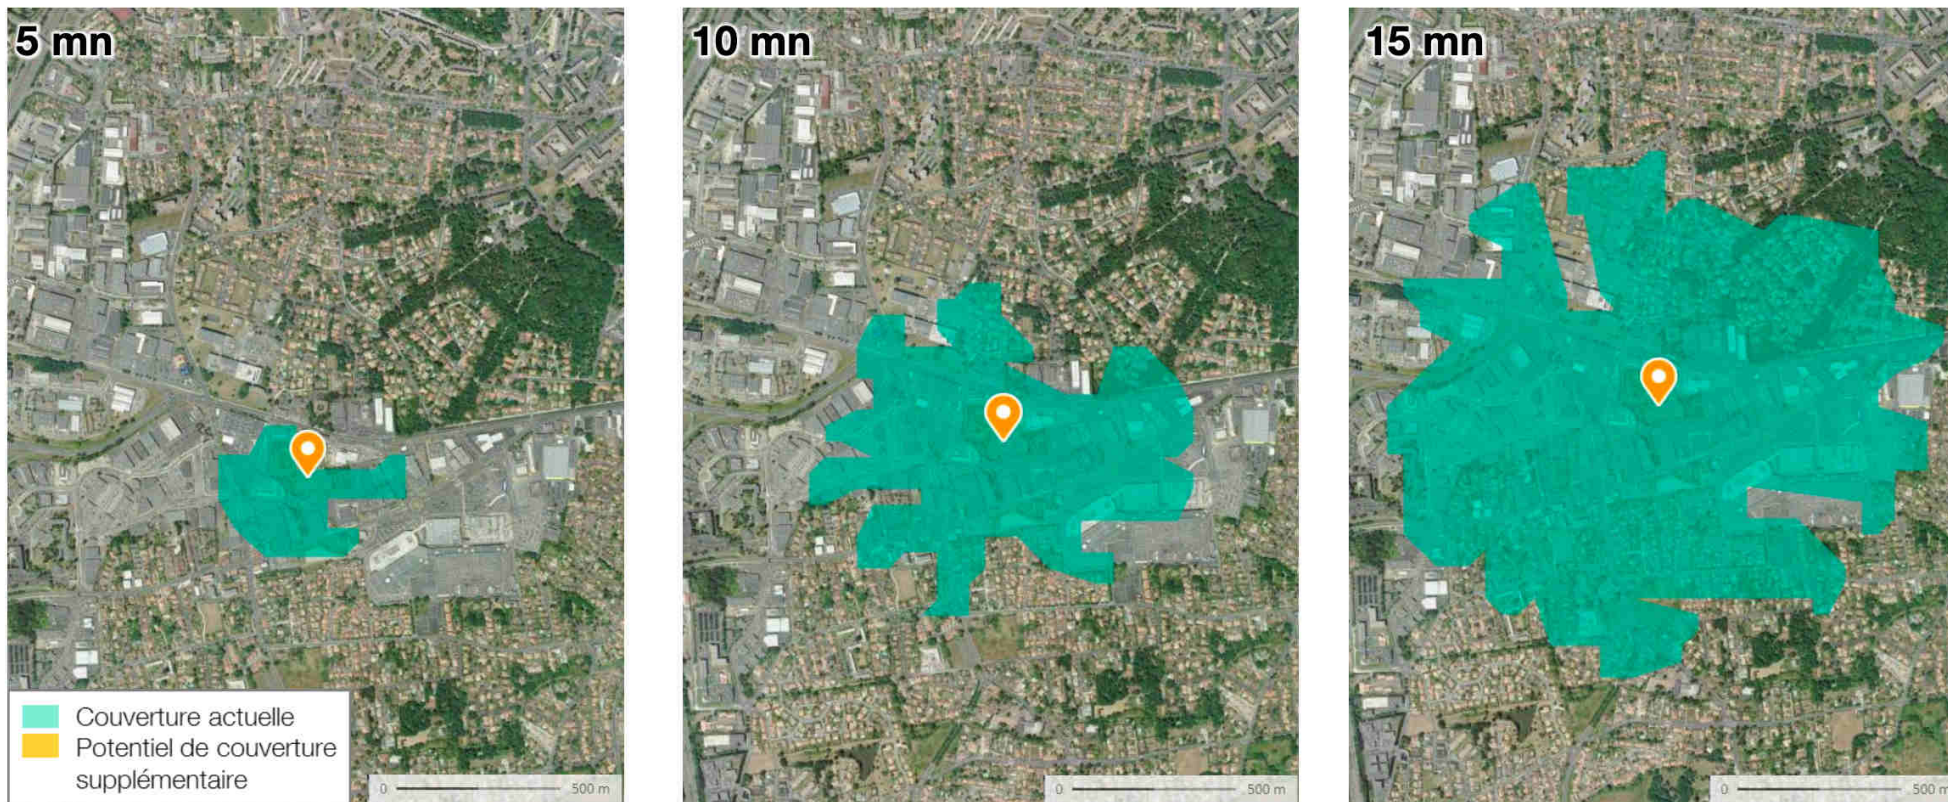 5 mn
10 mn
15 mn
Couverture actuelle
Potentiel de couverture
supplémentaire
0 500 m
0 500 m
0 500 m